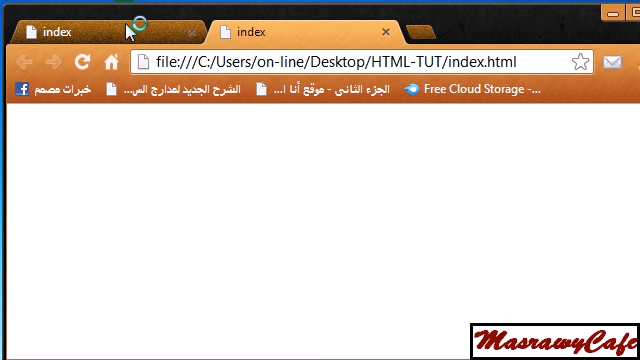 index
index
file:///C:/Users/on-line/Desktop/HTML-TUT/index.html
خبرات مصمم
الشرح الجديد لمدارج الس...
الجزء الثانى - موقع أنا ا...
Free Cloud Storage -...
MasrawyCafe